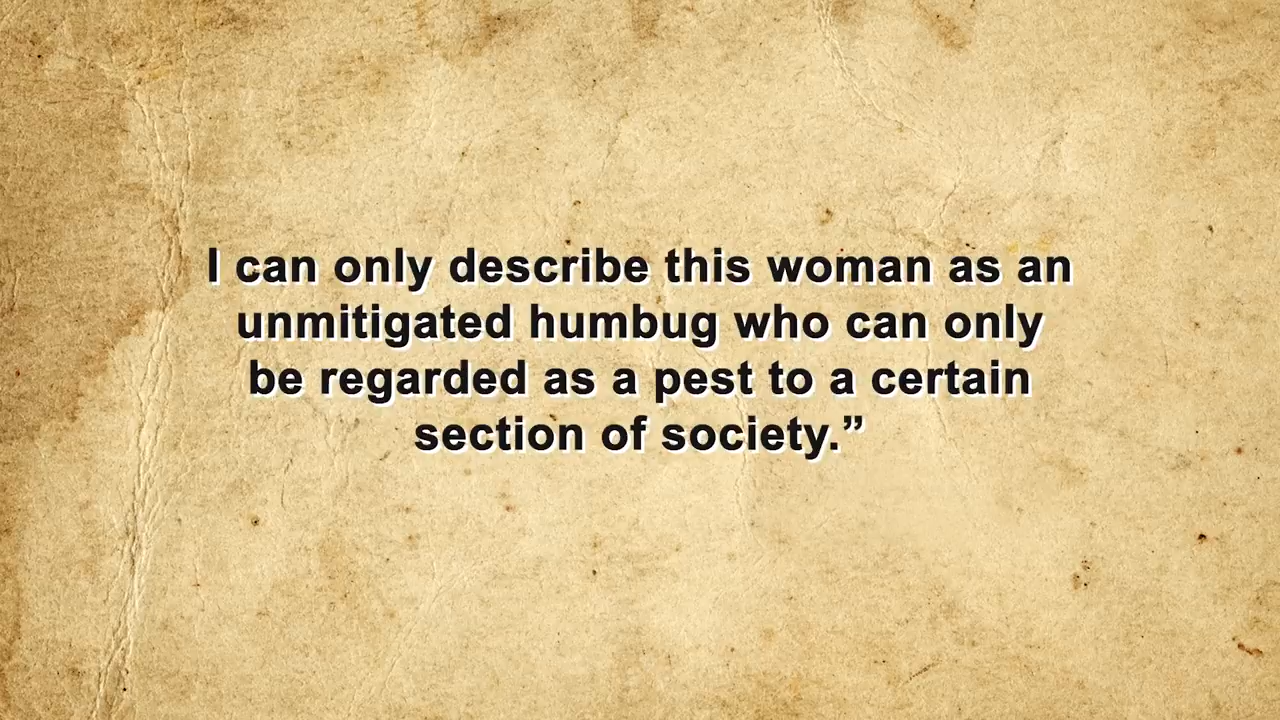 I can only describe this woman as an
unmitigated humbug who can only
be regarded as a pest to a certain
section of society.”